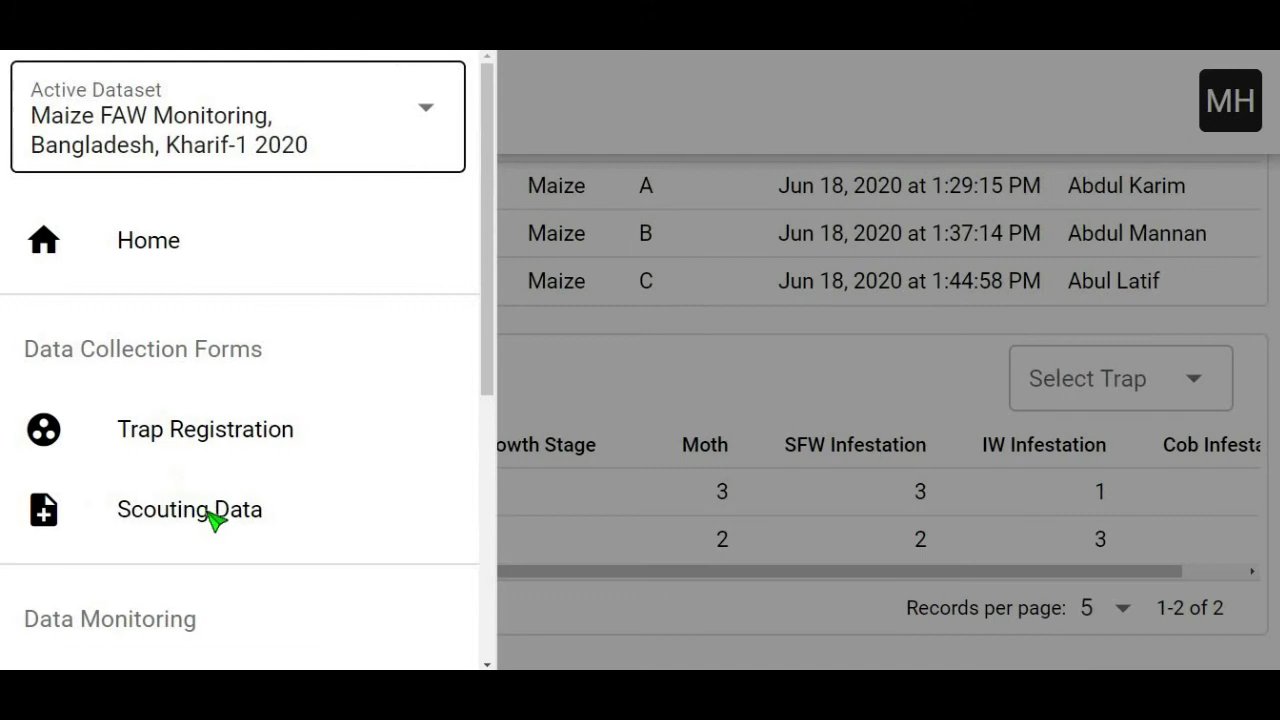 Active Dataset
Maize FAW Monitoring,
Bangladesh, Kharif-1 2020
Home
Data Collection Forms
Trap Registration
Scouting Data
Data Monitoring
MH
Maize A Jun 18, 2020 at 1:29:15 PM Abdul Karim
Maize B Jun 18, 2020 at 1:37:14 PM Abdul Mannan
Maize C Jun 18, 2020 at 1:44:58 PM Abul Latif
Select Trap
owth Stage Moth SFW Infestation IW Infestation Cob Infesta
3 3 1
2 2 3
Records per page: 5 1-2 of 2